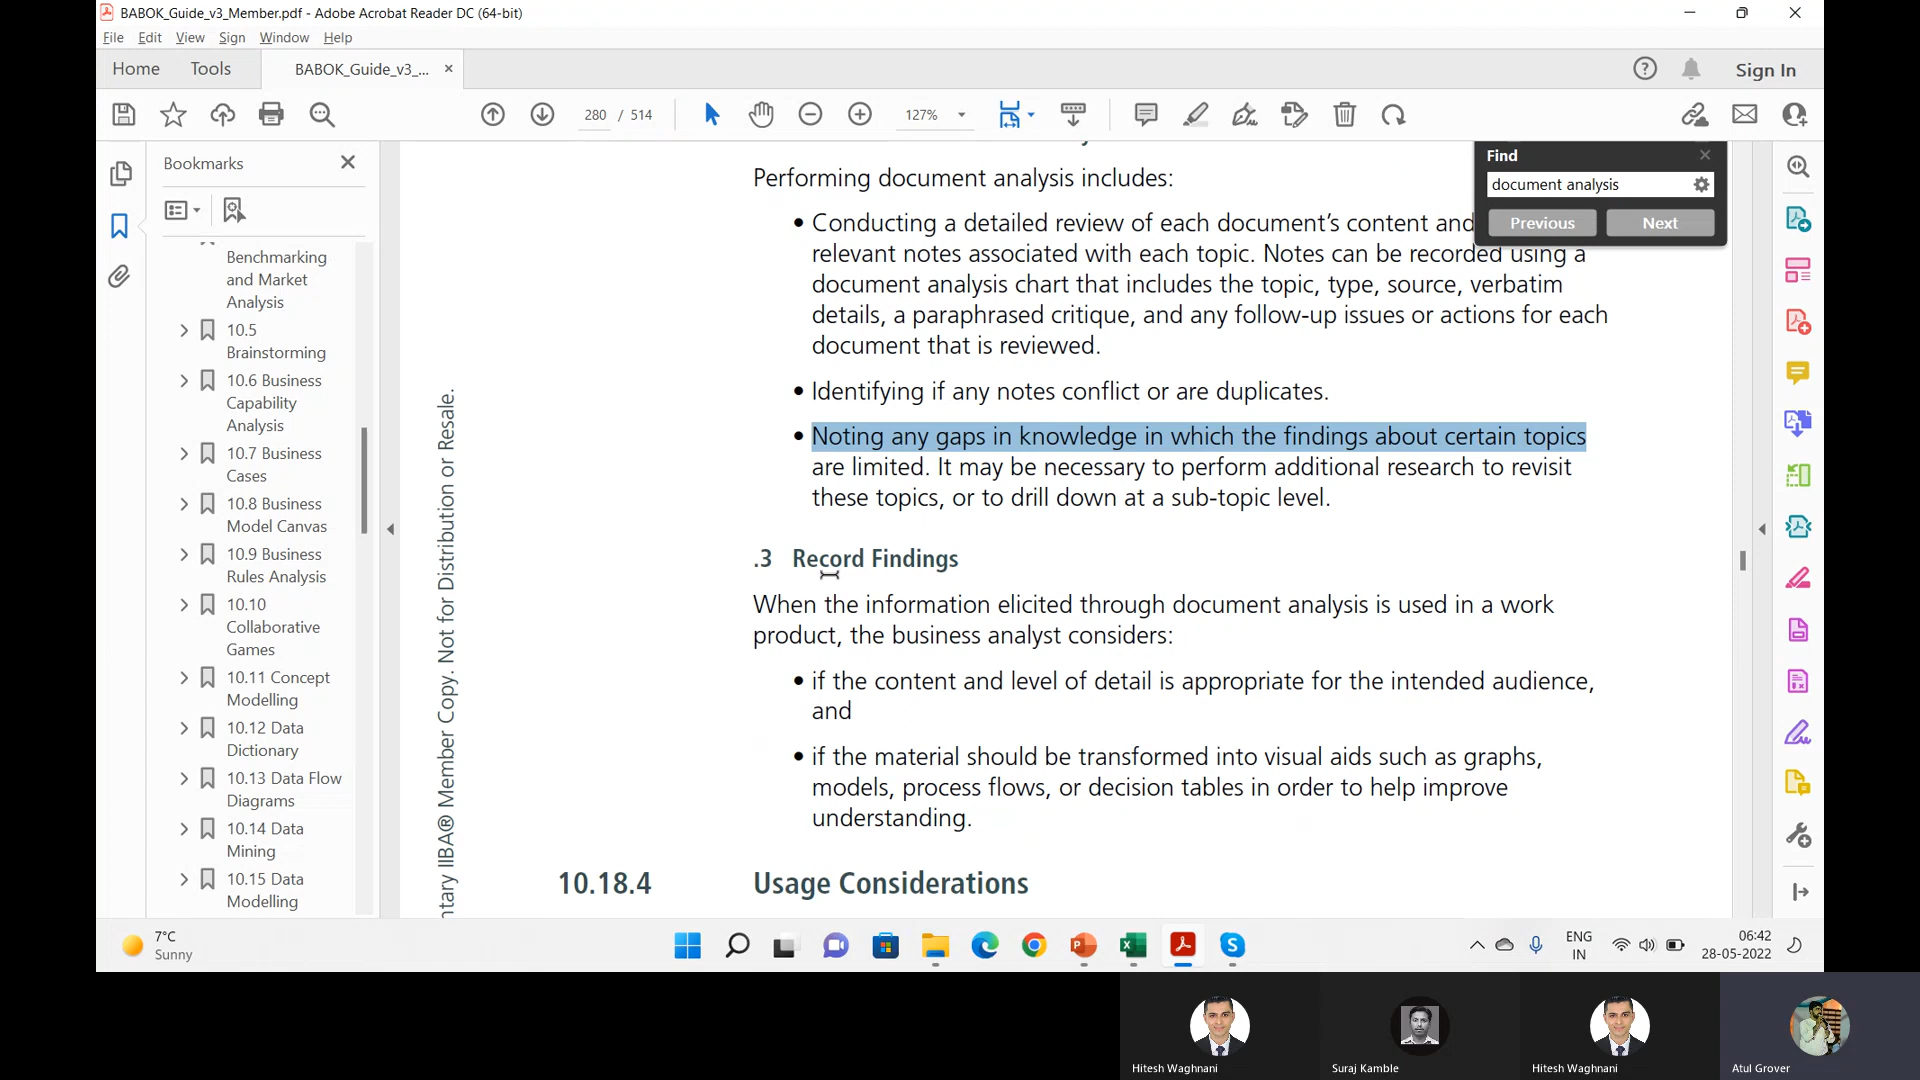 BABOK_Guide_v3_Member.pdf - Adobe Acrobat Reader DC (64-bit)
File Edit View Sign Window Help
Home Tools BABOK_Guide_v3_... × Sign In
280 / 514 127%
Bookmarks
Benchmarking
and Market
Analysis
10.5
Brainstorming
10.6 Business
Capability
Analysis
10.7 Business
Cases
10.8 Business
Model Canvas
10.9 Business
Rules Analysis
10.10
Collaborative
Games
10.11 Concept
Modelling
10.12 Data
Dictionary
10.13 Data Flow
Diagrams
10.14 Data
Mining
10.15 Data
Modelling
ntary IIBA® Member Copy. Not for Distribution or Resale.
Find
document analysis
Previous Next
Performing document analysis includes:
• Conducting a detailed review of each document’s content and
relevant notes associated with each topic. Notes can be recorded using a
document analysis chart that includes the topic, type, source, verbatim
details, a paraphrased critique, and any follow-up issues or actions for each
document that is reviewed.
• Identifying if any notes conflict or are duplicates.
• Noting any gaps in knowledge in which the findings about certain topics
are limited. It may be necessary to perform additional research to revisit
these topics, or to drill down at a sub-topic level.
.3 Record Findings
When the information elicited through document analysis is used in a work
product, the business analyst considers:
• if the content and level of detail is appropriate for the intended audience,
and
• if the material should be transformed into visual aids such as graphs,
models, process flows, or decision tables in order to help improve
understanding.
10.18.4 Usage Considerations
7°C
Sunny
ENG
IN
06:42
28-05-2022
Hitesh Waghnani
Suraj Kamble
Hitesh Waghnani
Atul Grover